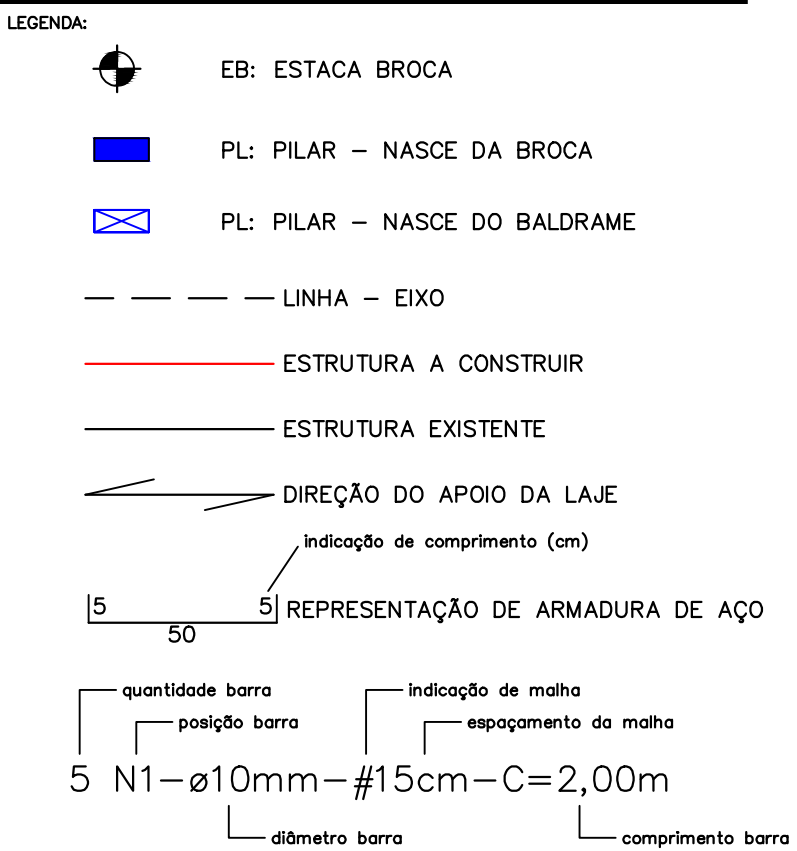 LEGENDA:
EB: ESTACA BROCA
PL: PILAR – NASCE DA BROCA
PL: PILAR – NASCE DO BALDRAME
LINHA – EIXO
ESTRUTURA A CONSTRUIR
ESTRUTURA EXISTENTE
DIREÇÃO DO APOIO DA LAJE
indicação de comprimento (cm)
5 5 REPRESENTAÇÃO DE ARMADURA DE AÇO
50
quantidade barra indicação de malha
posição barra espaçamento da malha
5 N1–ø10mm–#15cm–C=2,00m
diâmetro barra comprimento barra